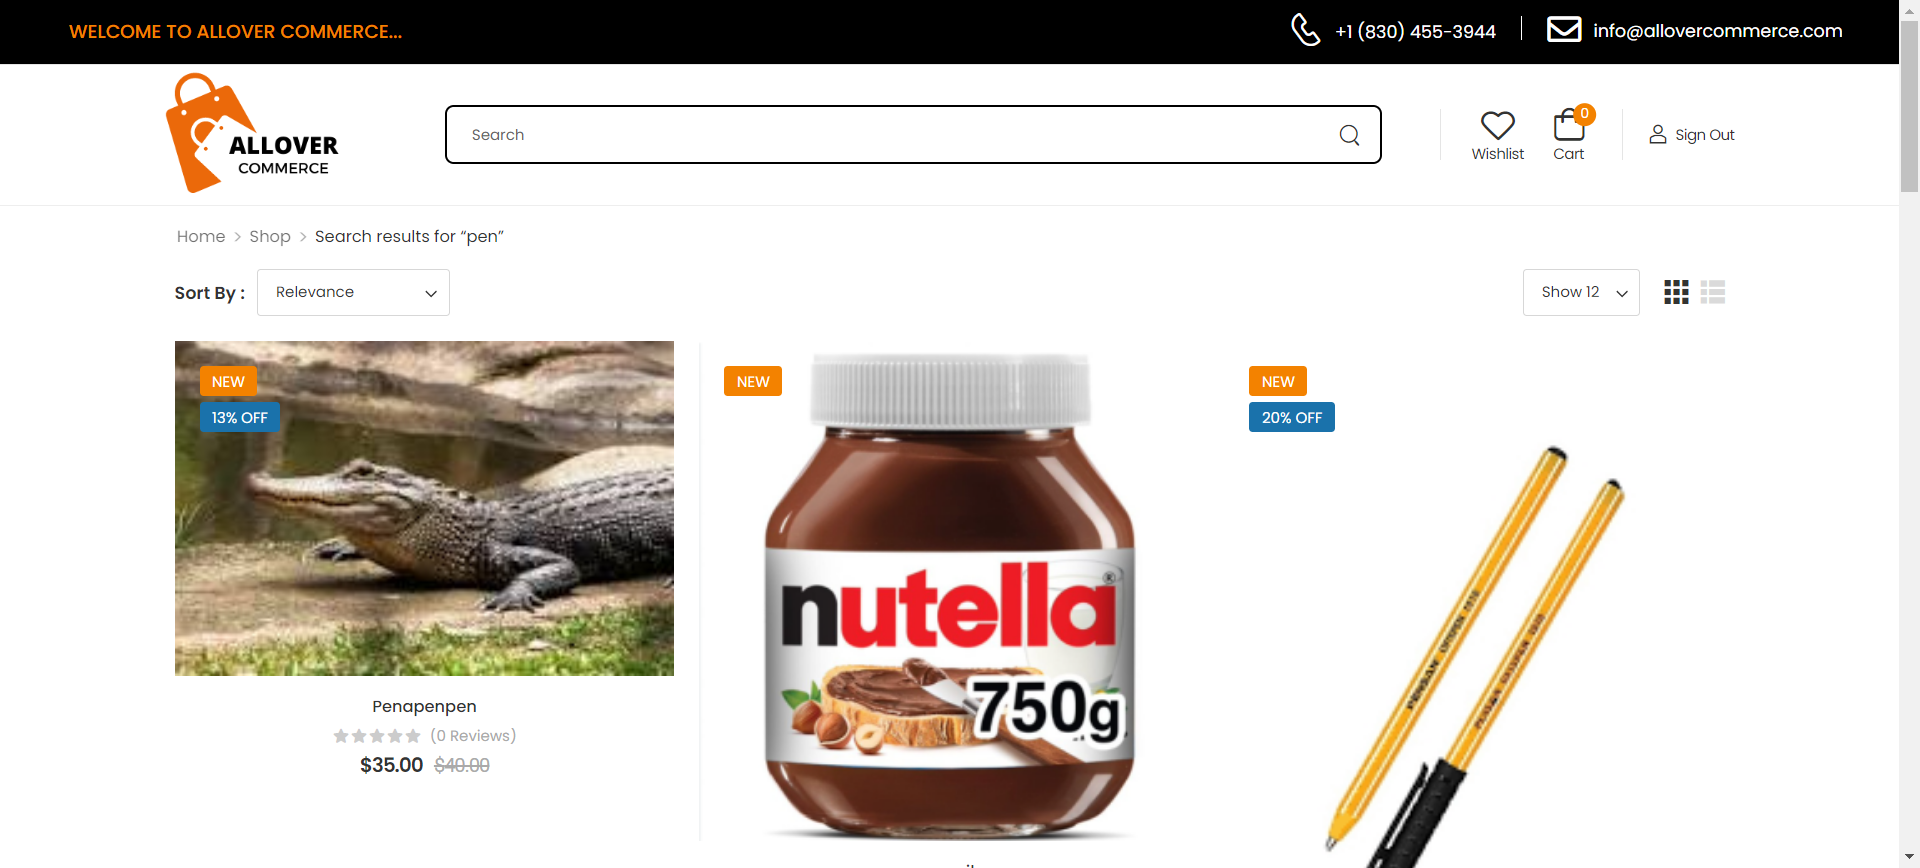 WELCOME TO ALLOVER COMMERCE...
+1 (830) 455-3944
info@allovercommerce.com
ALLOVER
COMMERCE
Search
Wishlist
0
Cart
Sign Out
Home > Shop > Search results for “pen”
Sort By :
Relevance
Show 12
NEW
13% OFF
Penapenpen
(0 Reviews)
$35.00 $40.00
NEW
nutella®
750g
NEW
20% OFF